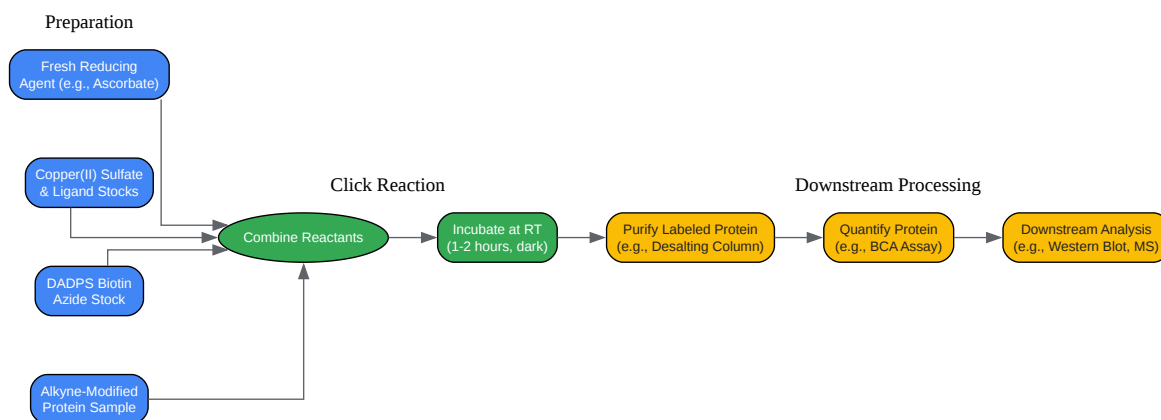 Preparation
Fresh Reducing
Agent (e.g., Ascorbate)
Copper(II) Sulfate
& Ligand Stocks
DADPS Biotin
Azide Stock
Alkyne-Modified
Protein Sample
Click Reaction
Combine Reactants
Incubate at RT
(1-2 hours, dark)
Downstream Processing
Purify Labeled Protein
(e.g., Desalting Column)
Quantify Protein
(e.g., BCA Assay)
Downstream Analysis
(e.g., Western Blot, MS)